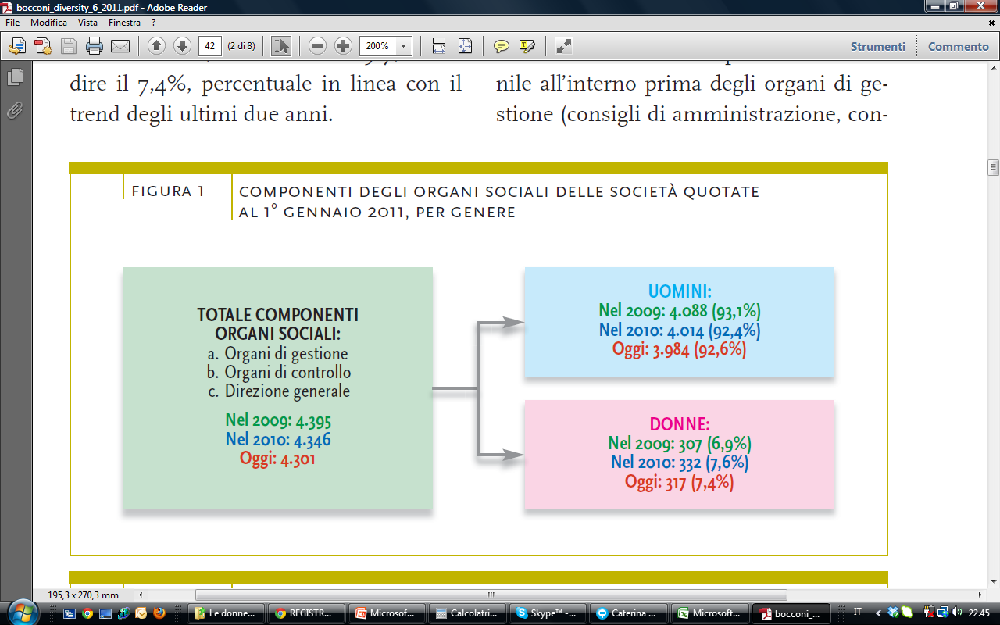 bocconi_diversity_6_2011.pdf - Adobe Reader
File Modifica Vista Finestra ?
42 (2 di 8) 200% Strumenti Commento
dire il 7,4%, percentuale in linea con il
trend degli ultimi due anni.
nile all'interno prima degli organi di ge-
stione (consigli di amministrazione, con-
FIGURA 1
COMPONENTI DEGLI ORGANI SOCIALI DELLE SOCIETÀ QUOTATE
AL 1° GENNAIO 2011, PER GENERE
TOTALE COMPONENTI
ORGANI SOCIALI:
a. Organi di gestione
b. Organi di controllo
c. Direzione generale
Nel 2009: 4.395
Nel 2010: 4.346
Oggi: 4.301
UOMINI:
Nel 2009: 4.088 (93,1%)
Nel 2010: 4.014 (92,4%)
Oggi: 3.984 (92,6%)
DONNE:
Nel 2009: 307 (6,9%)
Nel 2010: 332 (7,6%)
Oggi: 317 (7,4%)
195,3 x 270,3 mm
Le donne... REGISTR... Microsof... Calcolatri... Skype™ -... Caterina ... Microsoft... bocconi_... IT 22.45